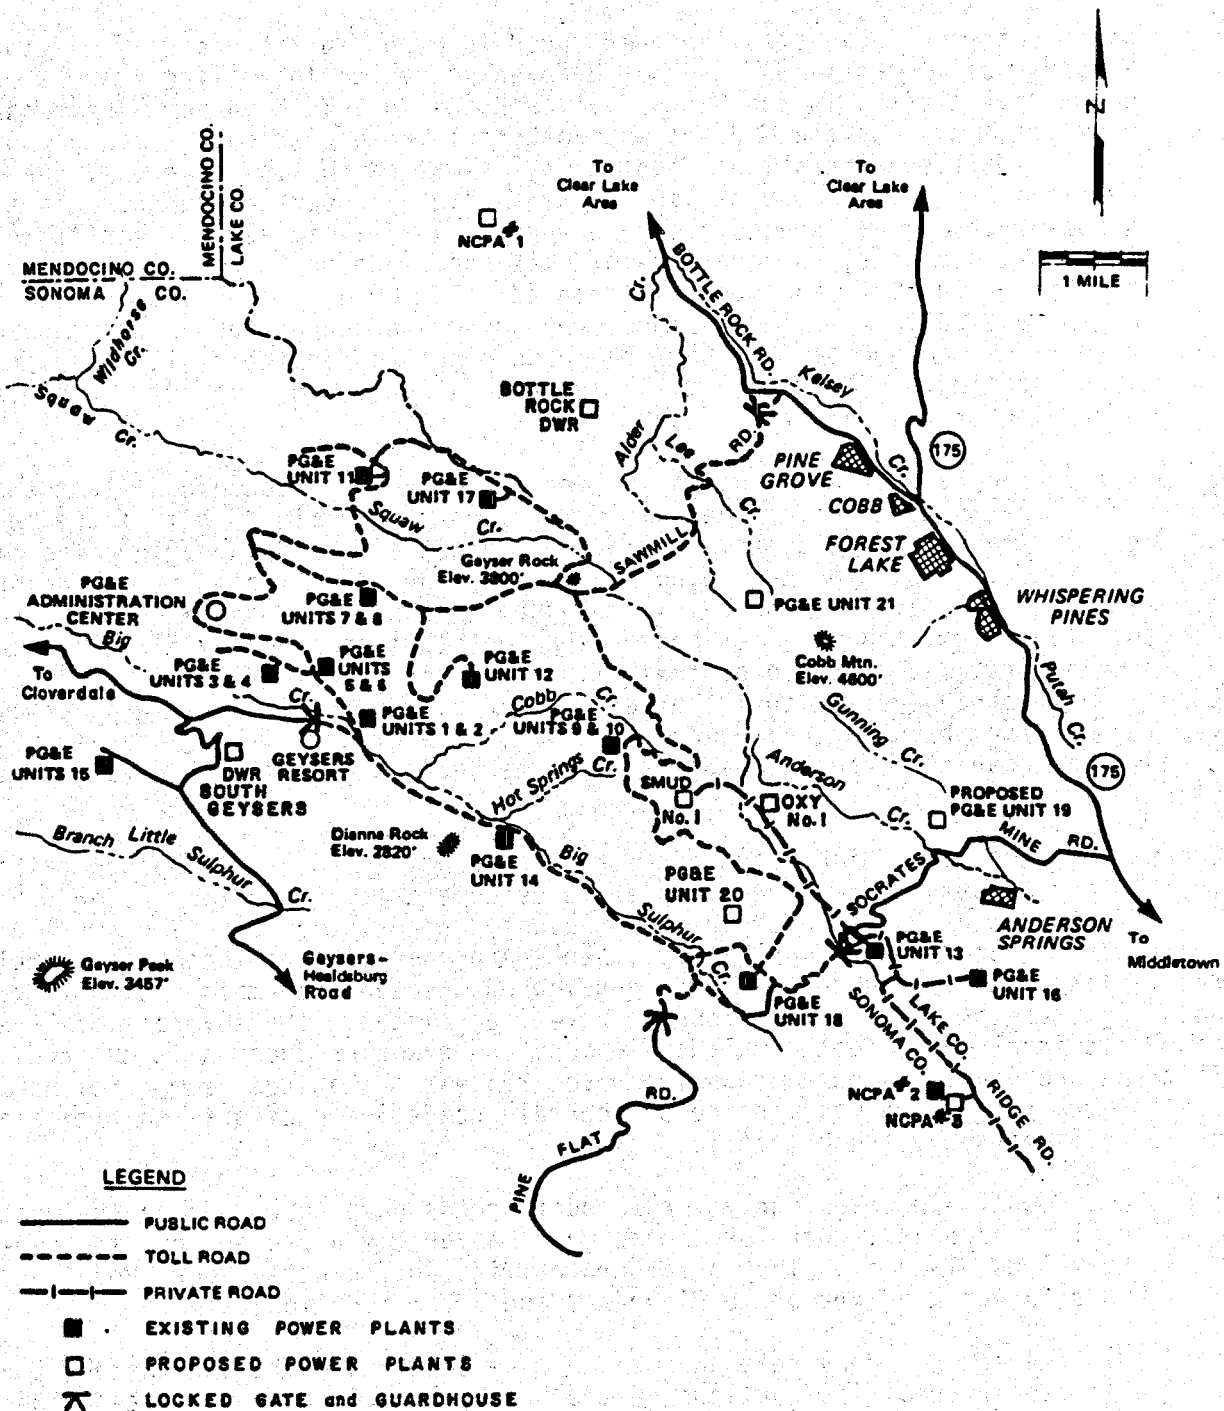 N
1 MILE
MENDOCINO CO.
LAKE CO.
To
Clear Lake
Area
To
Clear Lake
Area
NCPA # 1
MENDOCINO CO.
SONOMA CO.
Wildhorse
Cr.
Squaw Cr.
Cr.
BOTTLE ROCK RD.
Kelsey
Cr.
175
BOTTLE
ROCK
DWR
Alder
Lee
Cr.
RD.
SAWMILL
PINE
GROVE
COBB
FOREST
LAKE
WHISPERING
PINES
PG&E
UNIT 11
PG&E
UNIT 17
Squaw
Cr.
Geyser Rock
Elev. 3800'
PG&E
ADMINISTRATION
CENTER
PG&E
UNITS 7 & 8
PG&E UNIT 21
Cobb Mtn.
Elev. 4600'
Big
To
Cloverdale
PG&E
UNITS 3 & 4
Cr.
PG&E
UNITS
5 & 6
PG&E
UNIT 12
Cobb
Cr.
PG&E
UNITS 1 & 2
PG&E
UNITS 9 & 10
Gunning Cr.
Putah
Cr.
175
PG&E
UNITS 15
DWR
SOUTH
GEYSERS
GEYSERS
RESORT
Hot Springs
Cr.
SMUD
No. 1
Anderson
Cr.
OXY
No. 1
PROPOSED
PG&E UNIT 19
MINE RD.
Branch Little
Sulphur
Cr.
Dianne Rock
Elev. 2820'
PG&E
UNIT 14
Big
Sulphur
Cr.
PG&E
UNIT 20
SOCRATES
ANDERSON
SPRINGS
To
Middletown
Geyser Peak
Elev. 3457'
Geysers-
Healdsburg
Road
PG&E
UNIT 13
PG&E
UNIT 16
PG&E
UNIT 18
SONOMA CO.
LAKE CO.
NCPA # 2
NCPA # 3
RIDGE RD.
PINE FLAT RD.
LEGEND
PUBLIC ROAD
TOLL ROAD
PRIVATE ROAD
EXISTING POWER PLANTS
PROPOSED POWER PLANTS
LOCKED GATE and GUARDHOUSE